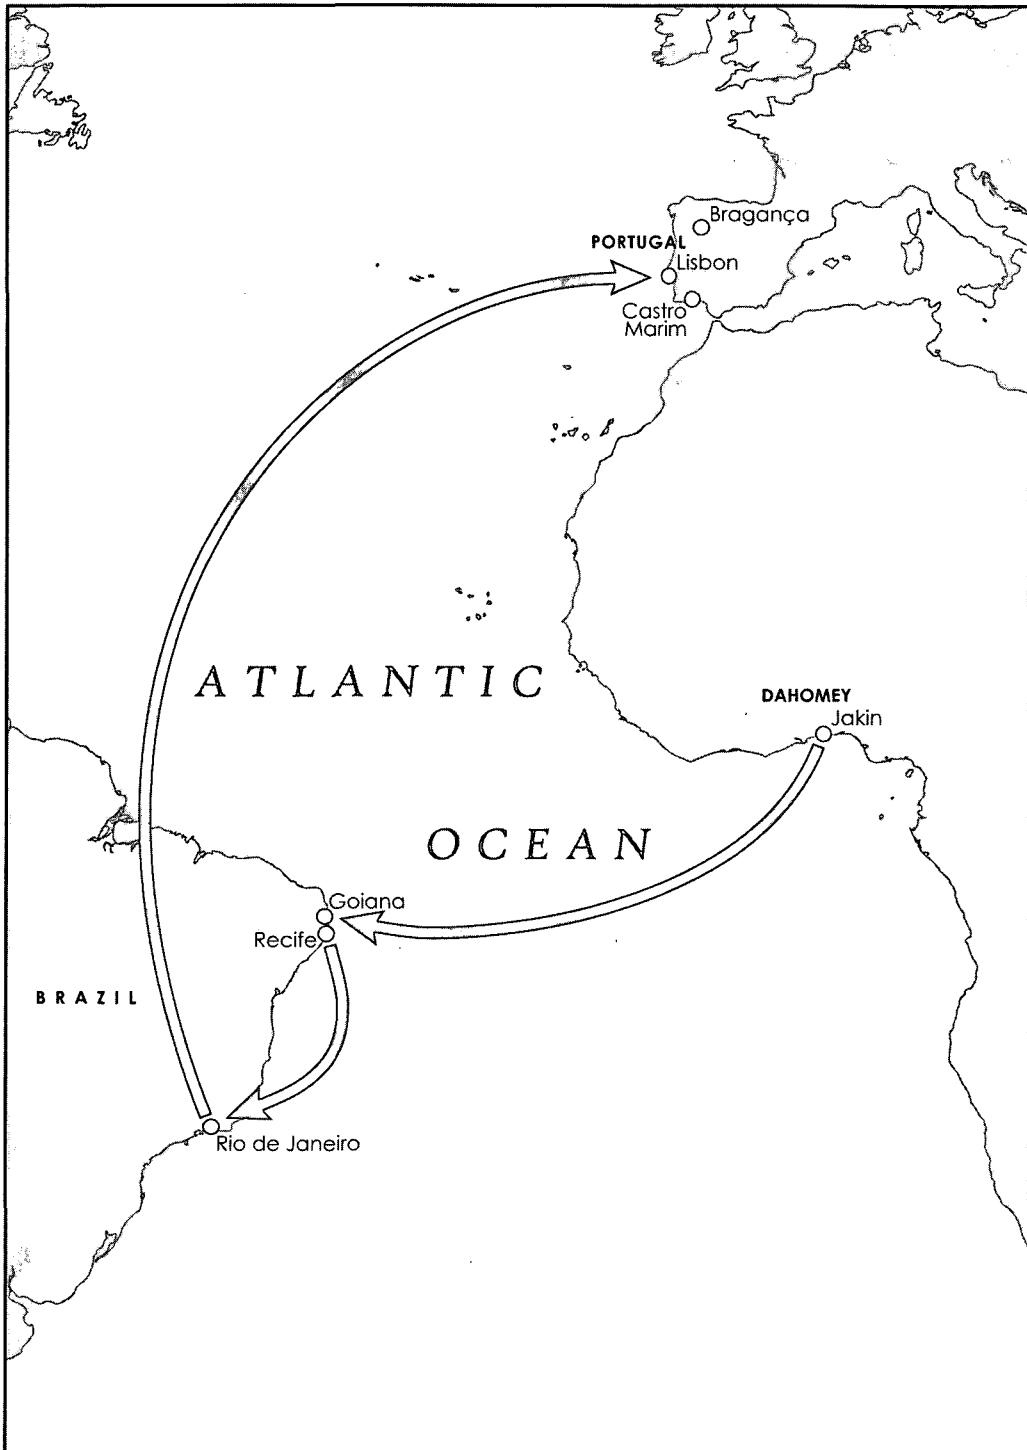 Bragança
PORTUGAL
Lisbon
Castro
Marim
ATLANTIC
DAHOMEY
Jakin
OCEAN
Goiana
Recife
BRAZIL
Rio de Janeiro